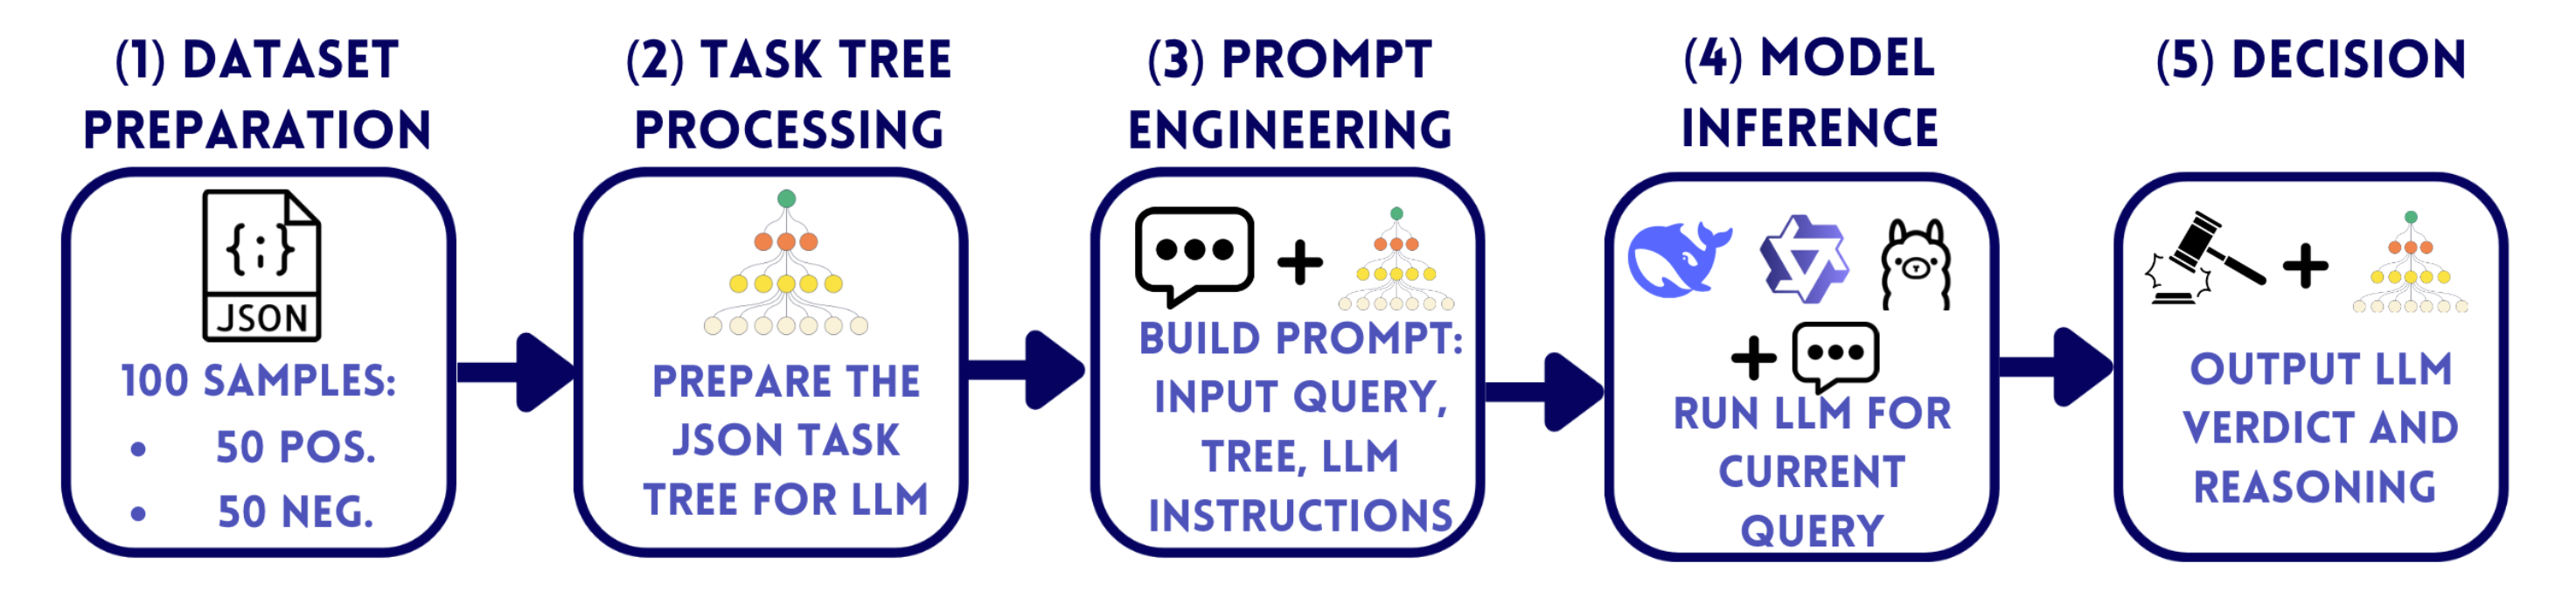 (1) DATASET
PREPARATION
{;}
JSON
100 SAMPLES:
• 50 POS.
• 50 NEG.
(2) TASK TREE
PROCESSING
PREPARE THE
JSON TASK
TREE FOR LLM
(3) PROMPT
ENGINEERING
+
BUILD PROMPT:
INPUT QUERY,
TREE, LLM
INSTRUCTIONS
(4) MODEL
INFERENCE
+
RUN LLM FOR
CURRENT
QUERY
(5) DECISION
+
OUTPUT LLM
VERDICT AND
REASONING